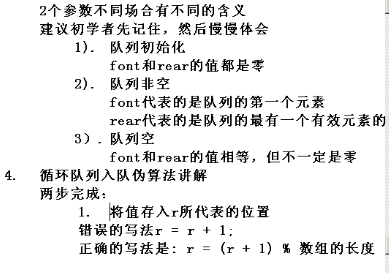 2个参数不同场合有不同的含义
建议初学者先记住，然后慢慢体会
1). 队列初始化
font和rear的值都是零
2). 队列非空
font代表的是队列的第一个元素
rear代表的是队列的最有一个有效元素的
3). 队列空
font和rear的值相等，但不一定是零
4. 循环队列入队伪算法讲解
两步完成：
1. 将值存入r所代表的位置
错误的写法r = r + 1;
正确的写法是: r = (r + 1) % 数组的长度